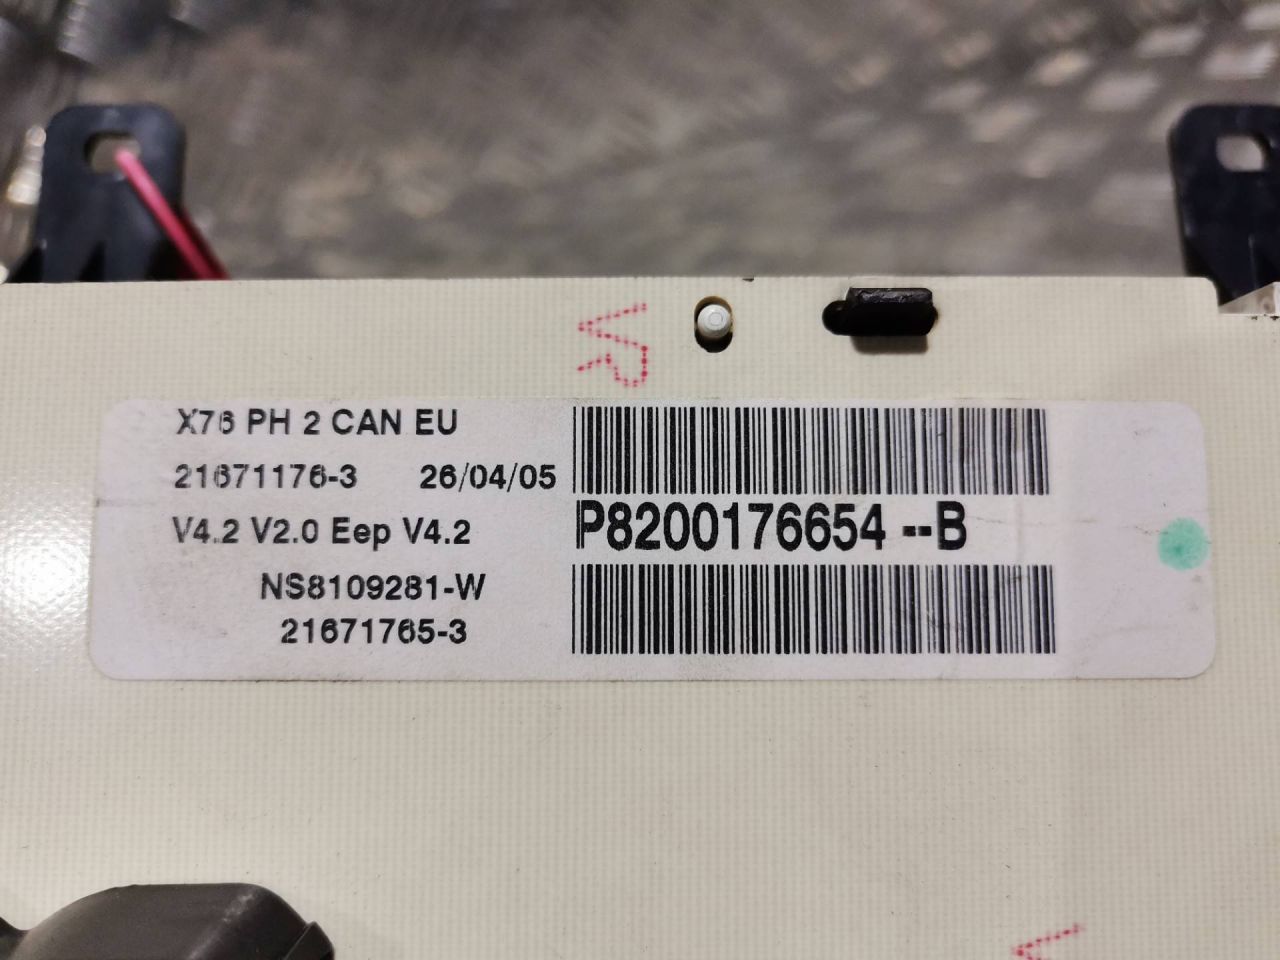 VR
X76 PH 2 CAN EU
21671176-3 26/04/05
V4.2 V2.0 Eep V4.2
P8200176654 --B
NS8109281-W
21671765-3